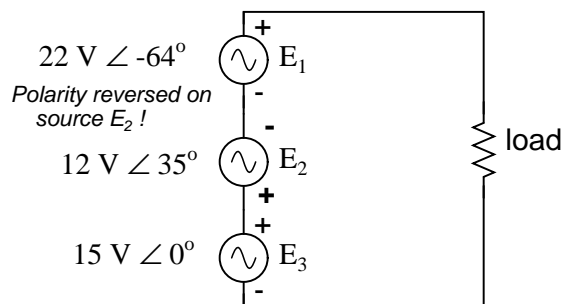 +
22 V ∠ -64°
E₁
Polarity reversed on
source E₂ !
-
-
12 V ∠ 35°
E₂
load
+
+
15 V ∠ 0°
E₃
-